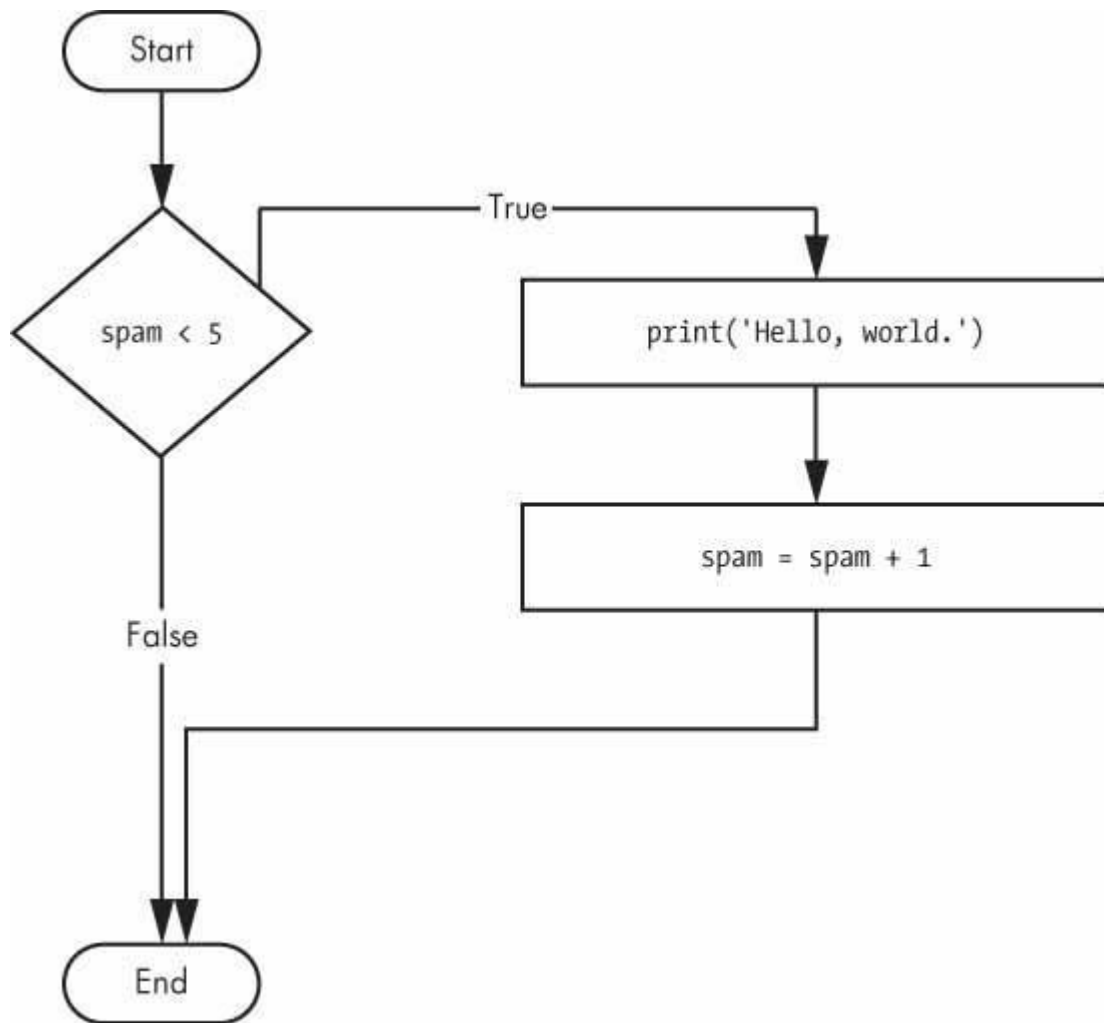 Start
True
spam < 5
print('Hello, world.')
spam = spam + 1
False
End